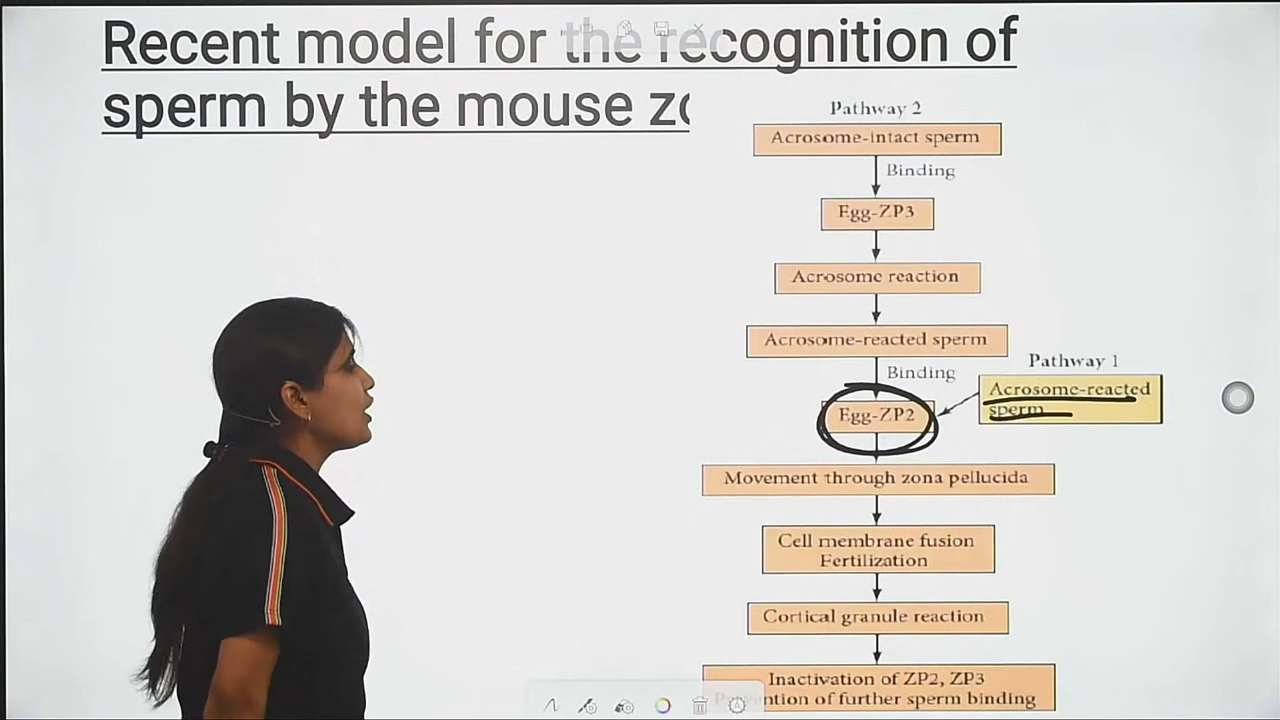 Recent model for the recognition of
sperm by the mouse
Pathway 2
Acrosome-intact sperm
Binding
Egg-ZP3
Acrosome reaction
Acrosome-reacted sperm
Binding
Pathway 1
Acrosome-reacted
sperm
Egg-ZP2
Movement through zona pellucida
Cell membrane fusion
Fertilization
Cortical granule reaction
Inactivation of ZP2, ZP3
of further sperm binding